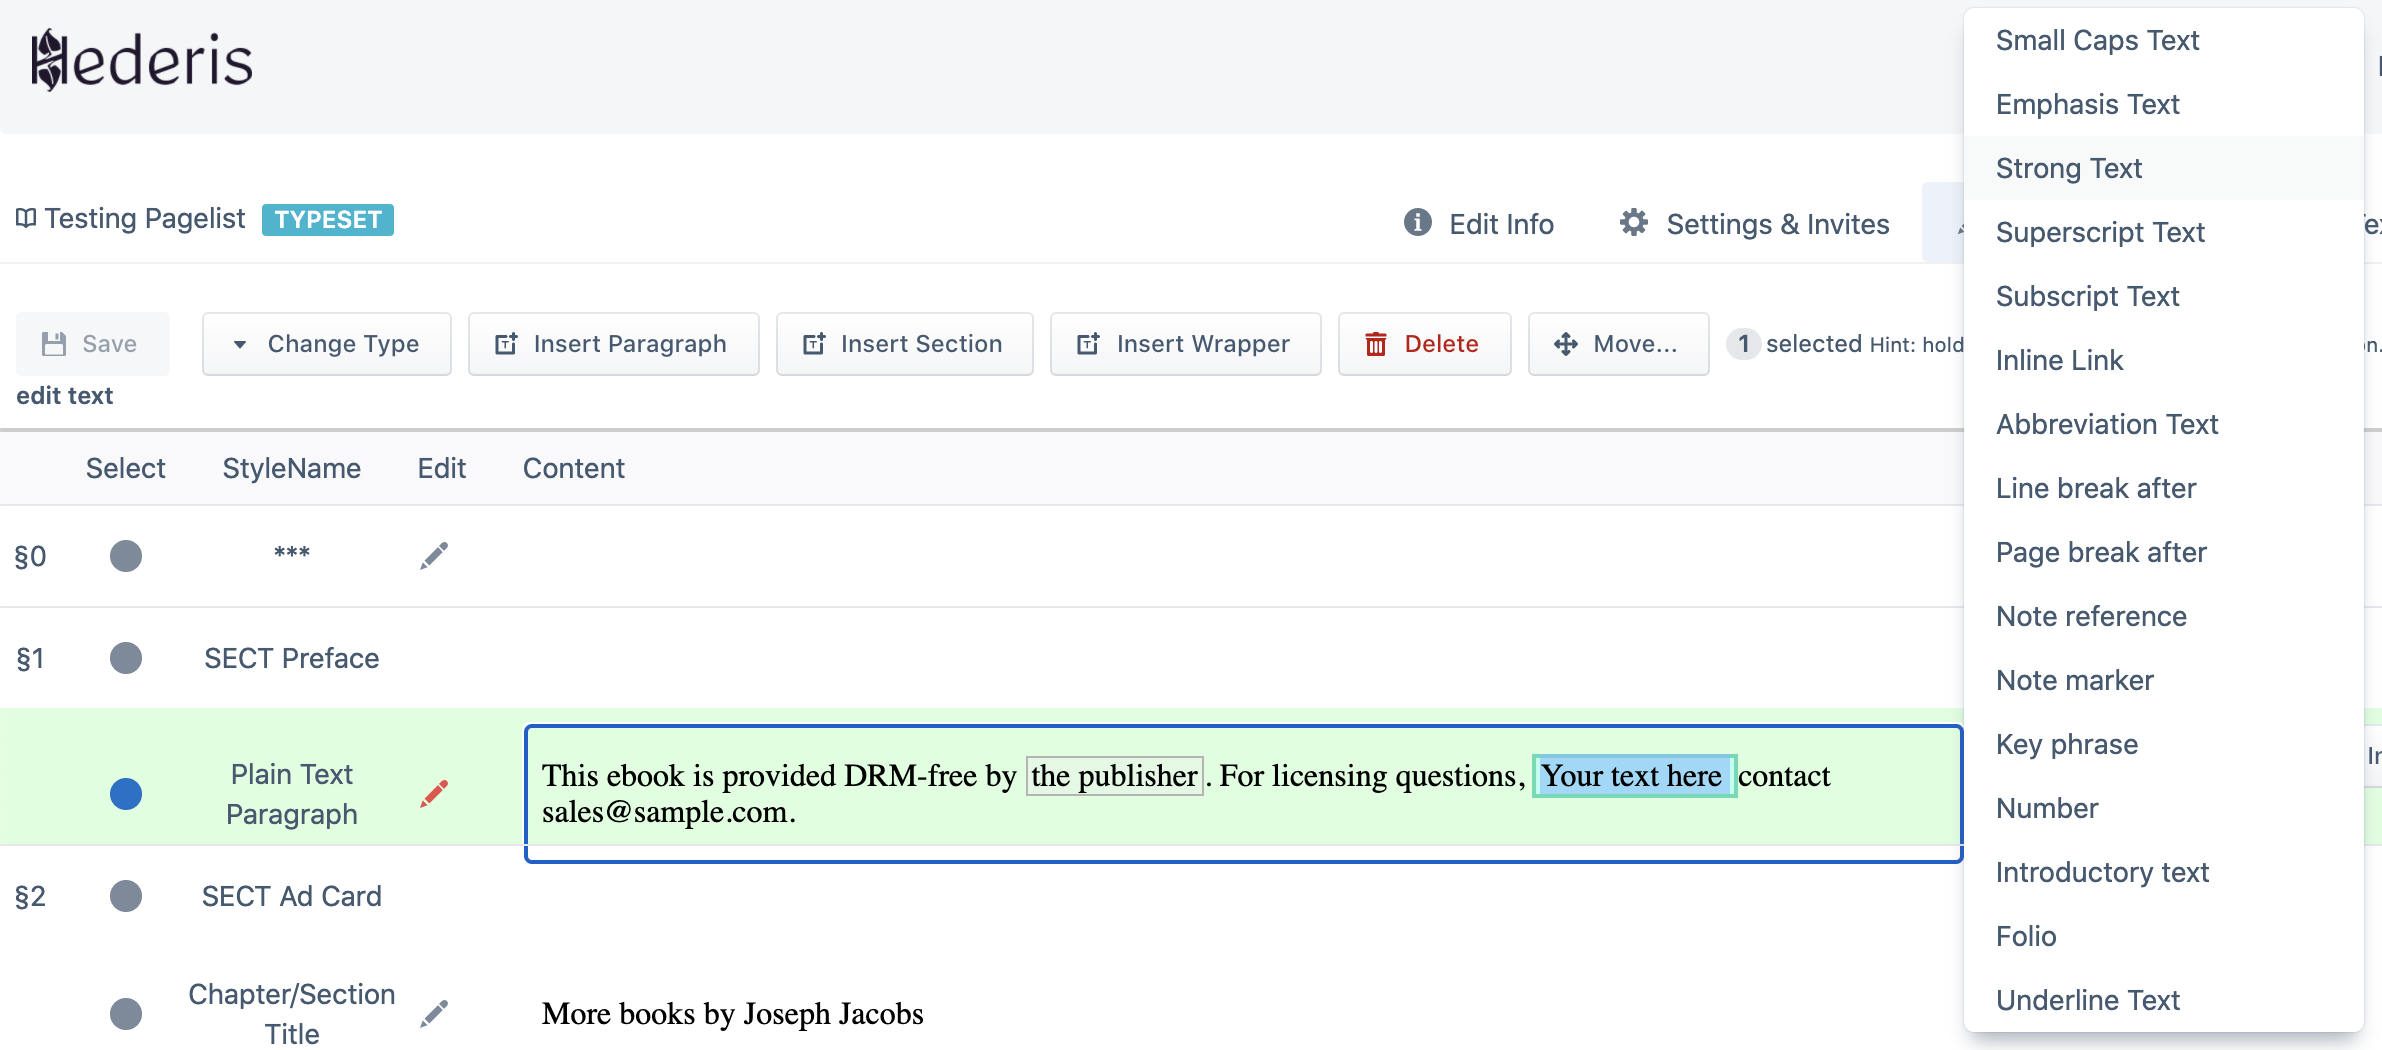 Hederis
Testing Pagelist TYPESET
Edit Info
Settings & Invites
Save
Change Type
Insert Paragraph
Insert Section
Insert Wrapper
Delete
Move...
1 selected Hint: hold
edit text
Select StyleName Edit Content
§0 ***
§1 SECT Preface
Plain Text
Paragraph
This ebook is provided DRM-free by the publisher. For licensing questions, Your text here contact
sales@sample.com.
§2 SECT Ad Card
Chapter/Section
Title
More books by Joseph Jacobs
Small Caps Text
Emphasis Text
Strong Text
Superscript Text
Subscript Text
Inline Link
Abbreviation Text
Line break after
Page break after
Note reference
Note marker
Key phrase
Number
Introductory text
Folio
Underline Text